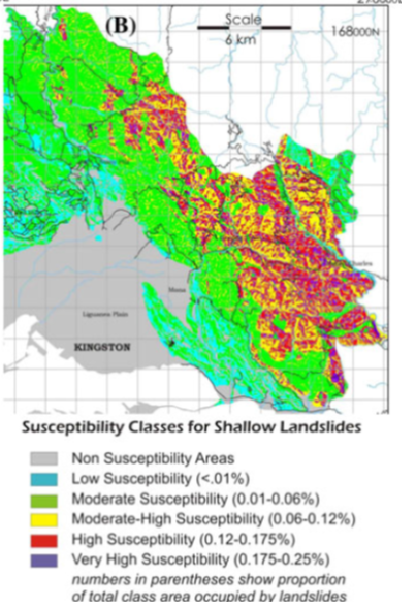 (B)
Scale
6 km
168000N
Mona
Liguanea Plain
KINGSTON
Susceptibility Classes for Shallow Landslides
Non Susceptibility Areas
Low Susceptibility (<.01%)
Moderate Susceptibility (0.01-0.06%)
Moderate-High Susceptibility (0.06-0.12%)
High Susceptibility (0.12-0.175%)
Very High Susceptibility (0.175-0.25%)
numbers in parentheses show proportion
of total class area occupied by landslides